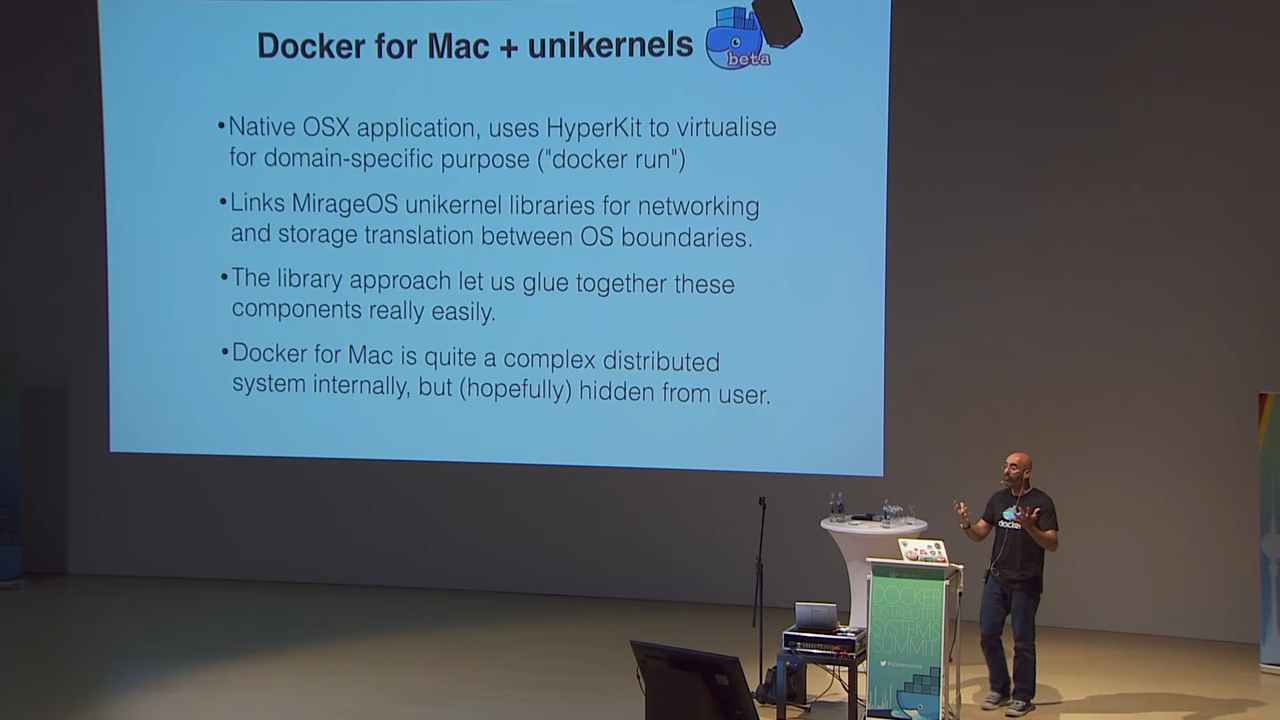 Docker for Mac + unikernels
beta
•Native OSX application, uses HyperKit to virtualise
for domain-specific purpose ("docker run")
•Links MirageOS unikernel libraries for networking
and storage translation between OS boundaries.
•The library approach let us glue together these
components really easily.
•Docker for Mac is quite a complex distributed
system internally, but (hopefully) hidden from user.
docker
DOCKER
DISTRIBUTED
SYSTEMS
SUMMIT